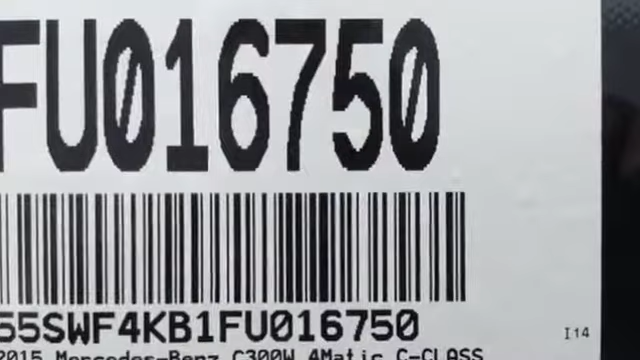 FU016750
55SWF4KB1FU016750
I14
2015 Mercedes-Benz C300W 4Matic C-CLASS